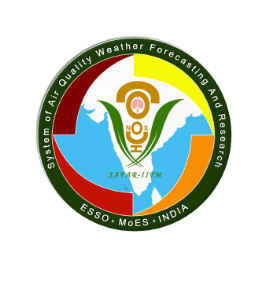 System of Air Quality Weather Forecasting And Research
SAFAR-IITM
ESSO • MoES • INDIA